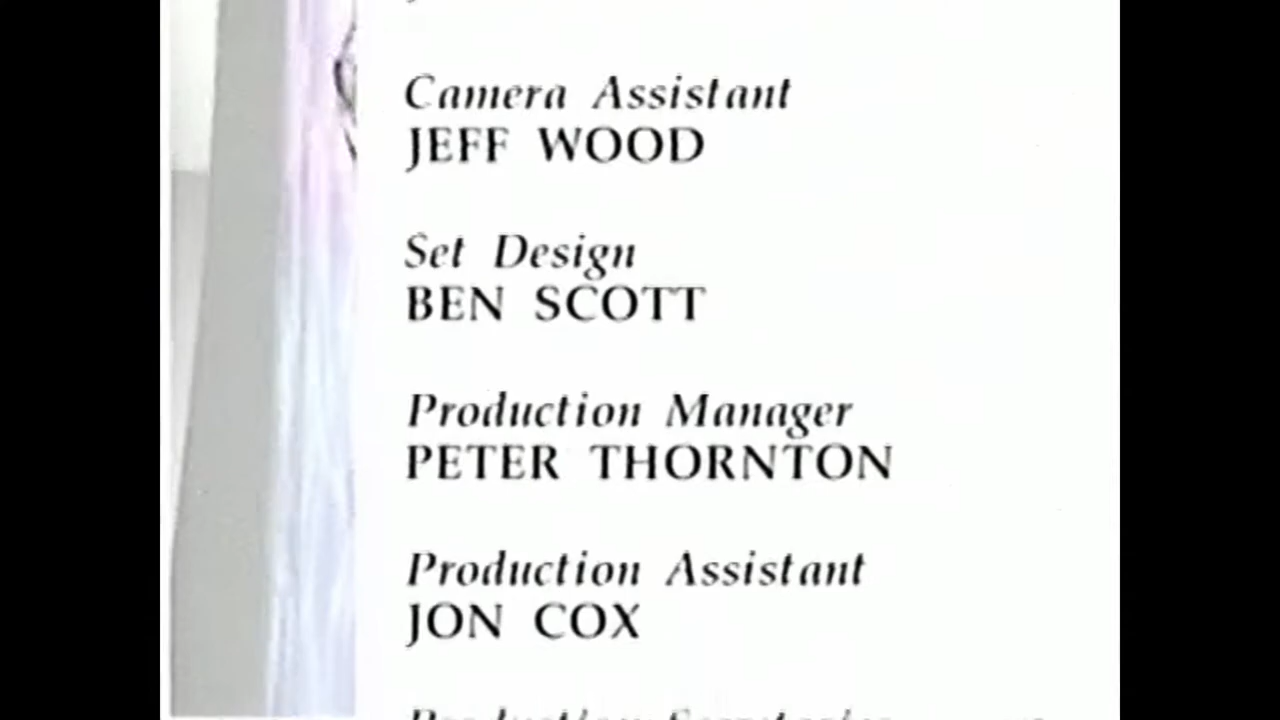 Camera Assistant
JEFF WOOD
Set Design
BEN SCOTT
Production Manager
PETER THORNTON
Production Assistant
JON COX